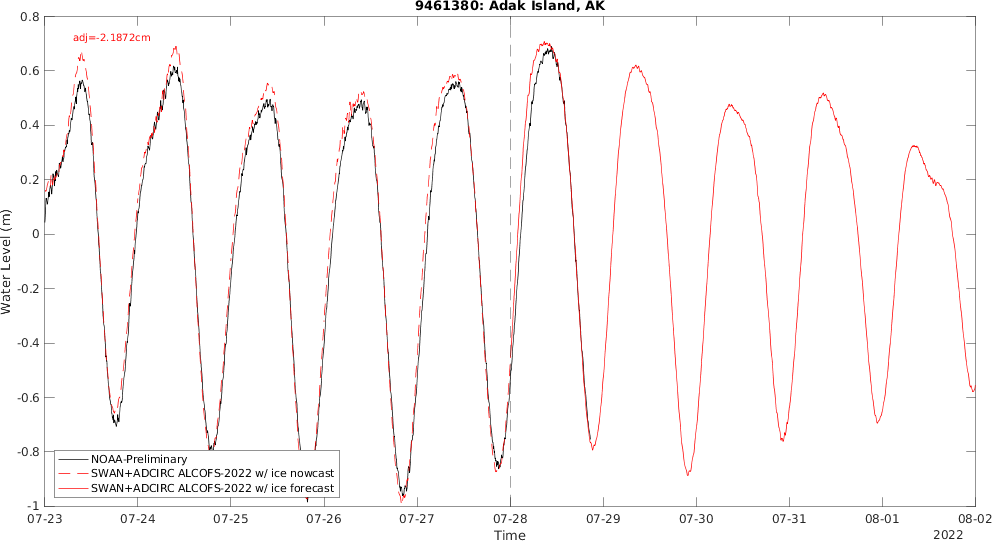 9461380: Adak Island, AK
adj=-2.1872cm
0.8
0.6
0.4
0.2
0
-0.2
-0.4
-0.6
-0.8
-1
Water Level (m)
NOAA-Preliminary
SWAN+ADCIRC ALCOFS-2022 w/ ice nowcast
SWAN+ADCIRC ALCOFS-2022 w/ ice forecast
07-23 07-24 07-25 07-26 07-27 07-28 07-29 07-30 07-31 08-01 08-02
Time
2022